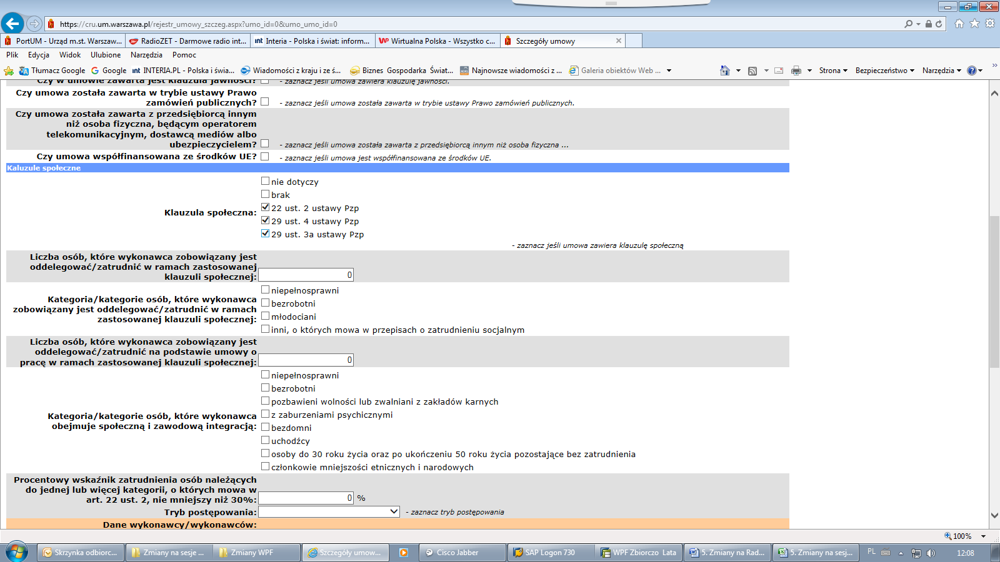 https://cru.um.warszawa.pl/rejestr_umowy_szczeg.aspx?umo_id=0&umo_umo_id=0
PortUM - Urząd m.st. Warszaw... RadioZET - Darmowe radio int... Interia - Polska i świat: inform... Wirtualna Polska - Wszystko c... Szczegóły umowy
Plik Edycja Widok Ulubione Narzędzia Pomoc
Tłumacz Google Google INTERIA.PL - Polska i świa... Wiadomości z kraju i ze ś... Biznes Gospodarka Świat... Najnowsze wiadomości z ... Galeria obiektów Web ... Strona Bezpieczeństwo Narzędzia
Czy w umowie zawarta jest klauzula jawności? - zaznacz jeśli umowa zawiera klauzulę jawności.
Czy umowa została zawarta w trybie ustawy Prawo
zamówień publicznych? - zaznacz jeśli umowa została zawarta w trybie ustawy Prawo zamówień publicznych.
Czy umowa została zawarta z przedsiębiorcą innym
niż osoba fizyczna, będącym operatorem
telekomunikacyjnym, dostawcą mediów albo
ubezpieczycielem? - zaznacz jeśli umowa została zawarta z przedsiębiorcą innym niż osoba fizyczna ...
Czy umowa współfinansowana ze środków UE? - zaznacz jeśli umowa jest współfinansowana ze środków UE.
Kaluzule społeczne
nie dotyczy
brak
22 ust. 2 ustawy Pzp
Klauzula społeczna:
29 ust. 4 ustawy Pzp
29 ust. 3a ustawy Pzp
- zaznacz jeśli umowa zawiera klauzulę społeczną
Liczba osób, które wykonawca zobowiązany jest
oddelegować/zatrudnić w ramach zastosowanej
klauzuli społecznej: 0
niepełnosprawni
Kategoria/kategorie osób, które wykonawca
bezrobotni
zobowiązany jest oddelegować/zatrudnić w ramach
młodociani
zastosowanej klauzuli społecznej:
inni, o których mowa w przepisach o zatrudnieniu socjalnym
Liczba osób, które wykonawca zobowiązany jest
oddelegować/zatrudnić na podstawie umowy o
pracę w ramach zastosowanej klauzuli społecznej: 0
niepełnosprawni
bezrobotni
pozbawieni wolności lub zwalniani z zakładów karnych
Kategoria/kategorie osób, które wykonawca
z zaburzeniami psychicznymi
obejmuje społeczną i zawodową integracją:
bezdomni
uchodźcy
osoby do 30 roku życia oraz po ukończeniu 50 roku życia pozostające bez zatrudnienia
członkowie mniejszości etnicznych i narodowych
Procentowy wskaźnik zatrudnienia osób należących
do jednej lub więcej kategorii, o których mowa w
art. 22 ust. 2, nie mniejszy niż 30%: 0 %
Tryb postępowania: - zaznacz tryb postępowania
Dane wykonawcy/wykonawców:
100%
Skrzynka odbiorc... Zmiany na sesje ... Zmiany WPF Szczegóły umow... Cisco Jabber SAP Logon 730 WPF Zbiorczo Lata 5. Zmiany na Rad... 5. Zmiany na sesj... PL 12:08